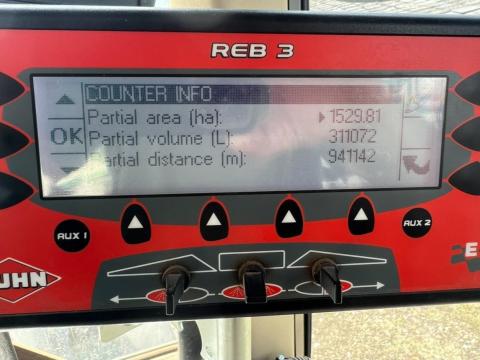 REB 3
COUNTER INFO
Partial area (ha): 1529.81
OK Partial volume (L): 311072
Partial distance (m): 941142
AUX 1
AUX 2
UHN
E